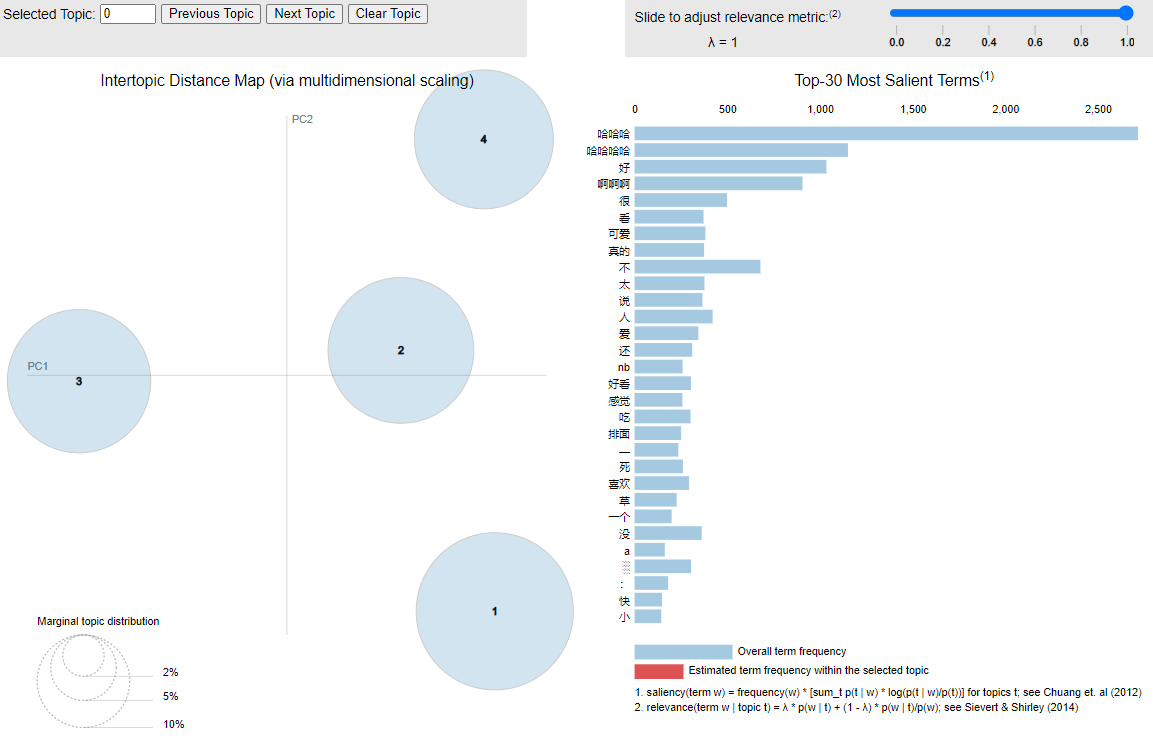 Selected Topic: 0 Previous Topic Next Topic Clear Topic
Slide to adjust relevance metric:(2)
λ = 1
0.0 0.2 0.4 0.6 0.8 1.0
Intertopic Distance Map (via multidimensional scaling)
PC2
PC1
4
2
3
1
Marginal topic distribution
2%
5%
10%
Top-30 Most Salient Terms(1)
0 500 1,000 1,500 2,000 2,500
哈哈哈
哈哈哈哈
好
啊啊啊
很
看
可爱
真的
不
太
说
人
爱
还
nb
好看
感觉
吃
排面
一
死
喜欢
草
一个
没
a
░
：
快
小
Overall term frequency
Estimated term frequency within the selected topic
1. saliency(term w) = frequency(w) * [sum_t p(t | w) * log(p(t | w)/p(t))] for topics t; see Chuang et. al (2012)
2. relevance(term w | topic t) = λ * p(w | t) + (1 - λ) * p(w | t)/p(w); see Sievert & Shirley (2014)